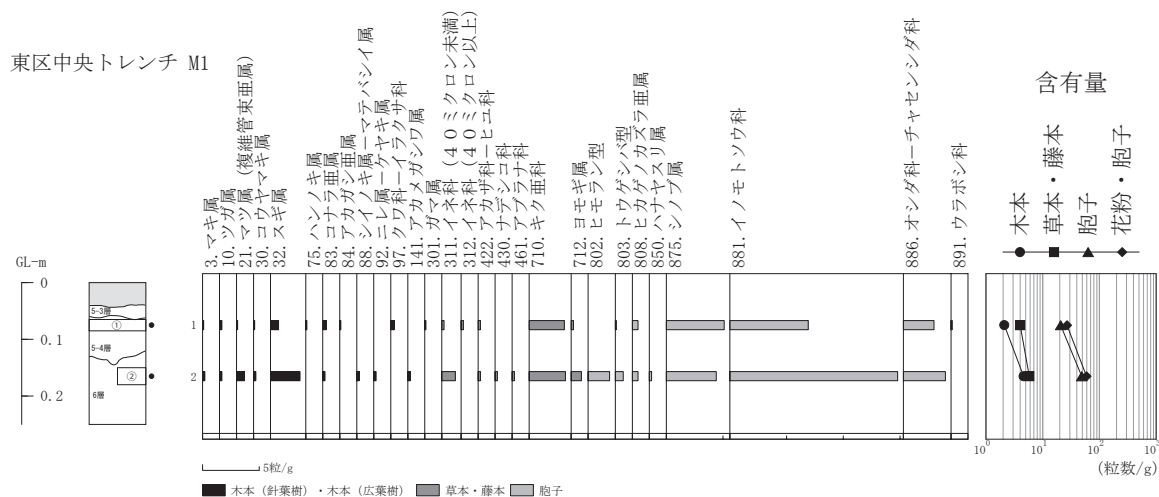 東区中央トレンチ M1
3. マキ属
10. ツガ属
21. マツ属（複維管束亜属）
30. コウヤマキ属
32. スギ属
75. ハンノキ属
83. コナラ亜属
84. アカガシ亜属
88. シイノキ属－マテバシイ属
92. ニレ属－ケヤキ属
97. クワ科－イラクサ科
141. アカメガシワ属
301. ガマ属
311. イネ科（４０ミクロン未満）
312. イネ科（４０ミクロン以上）
422. アカザ科－ヒユ科
430. ナデシコ科
461. アブラナ科
710. キク亜科
712. ヨモギ属
802. ヒモラン型
803. トウゲシバ型
808. ヒカゲノカズラ亜属
850. ハナヤスリ属
875. シノブ属
881. イノモトソウ科
886. オシダ科－チャセンシダ科
891. ウラボシ科
含有量
木本
草本・藤本
胞子
花粉・胞子
GL-m
0
0.1
0.2
5-3層
①
5-4層
②
6層
1
2
10⁰ 10¹ 10² 10³
(粒数/g)
5粒/g
木本（針葉樹）・木本（広葉樹） 草本・藤本 胞子